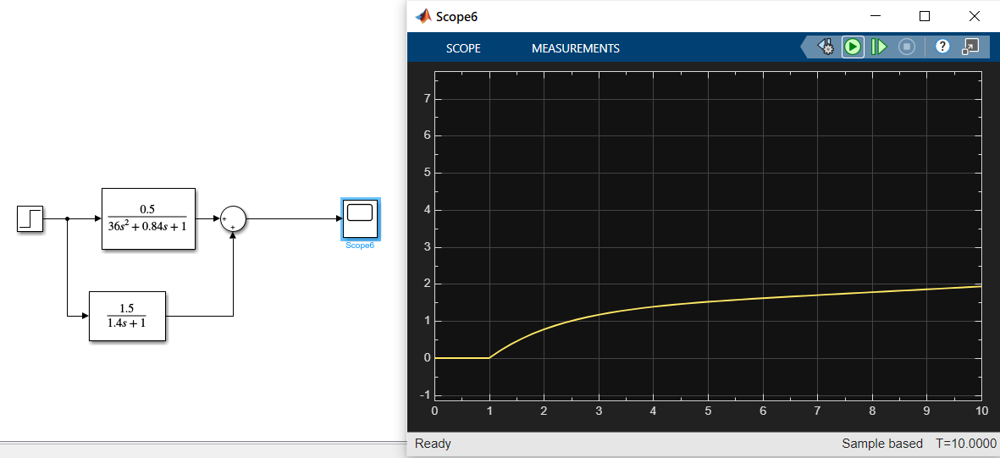 Scope6
SCOPE MEASUREMENTS
?
0.5
36s² + 0.84s + 1
+
+
Scope6
1.5
1.4s + 1
7
6
5
4
3
2
1
0
-1
0 1 2 3 4 5 6 7 8 9 10
Ready Sample based T=10.0000